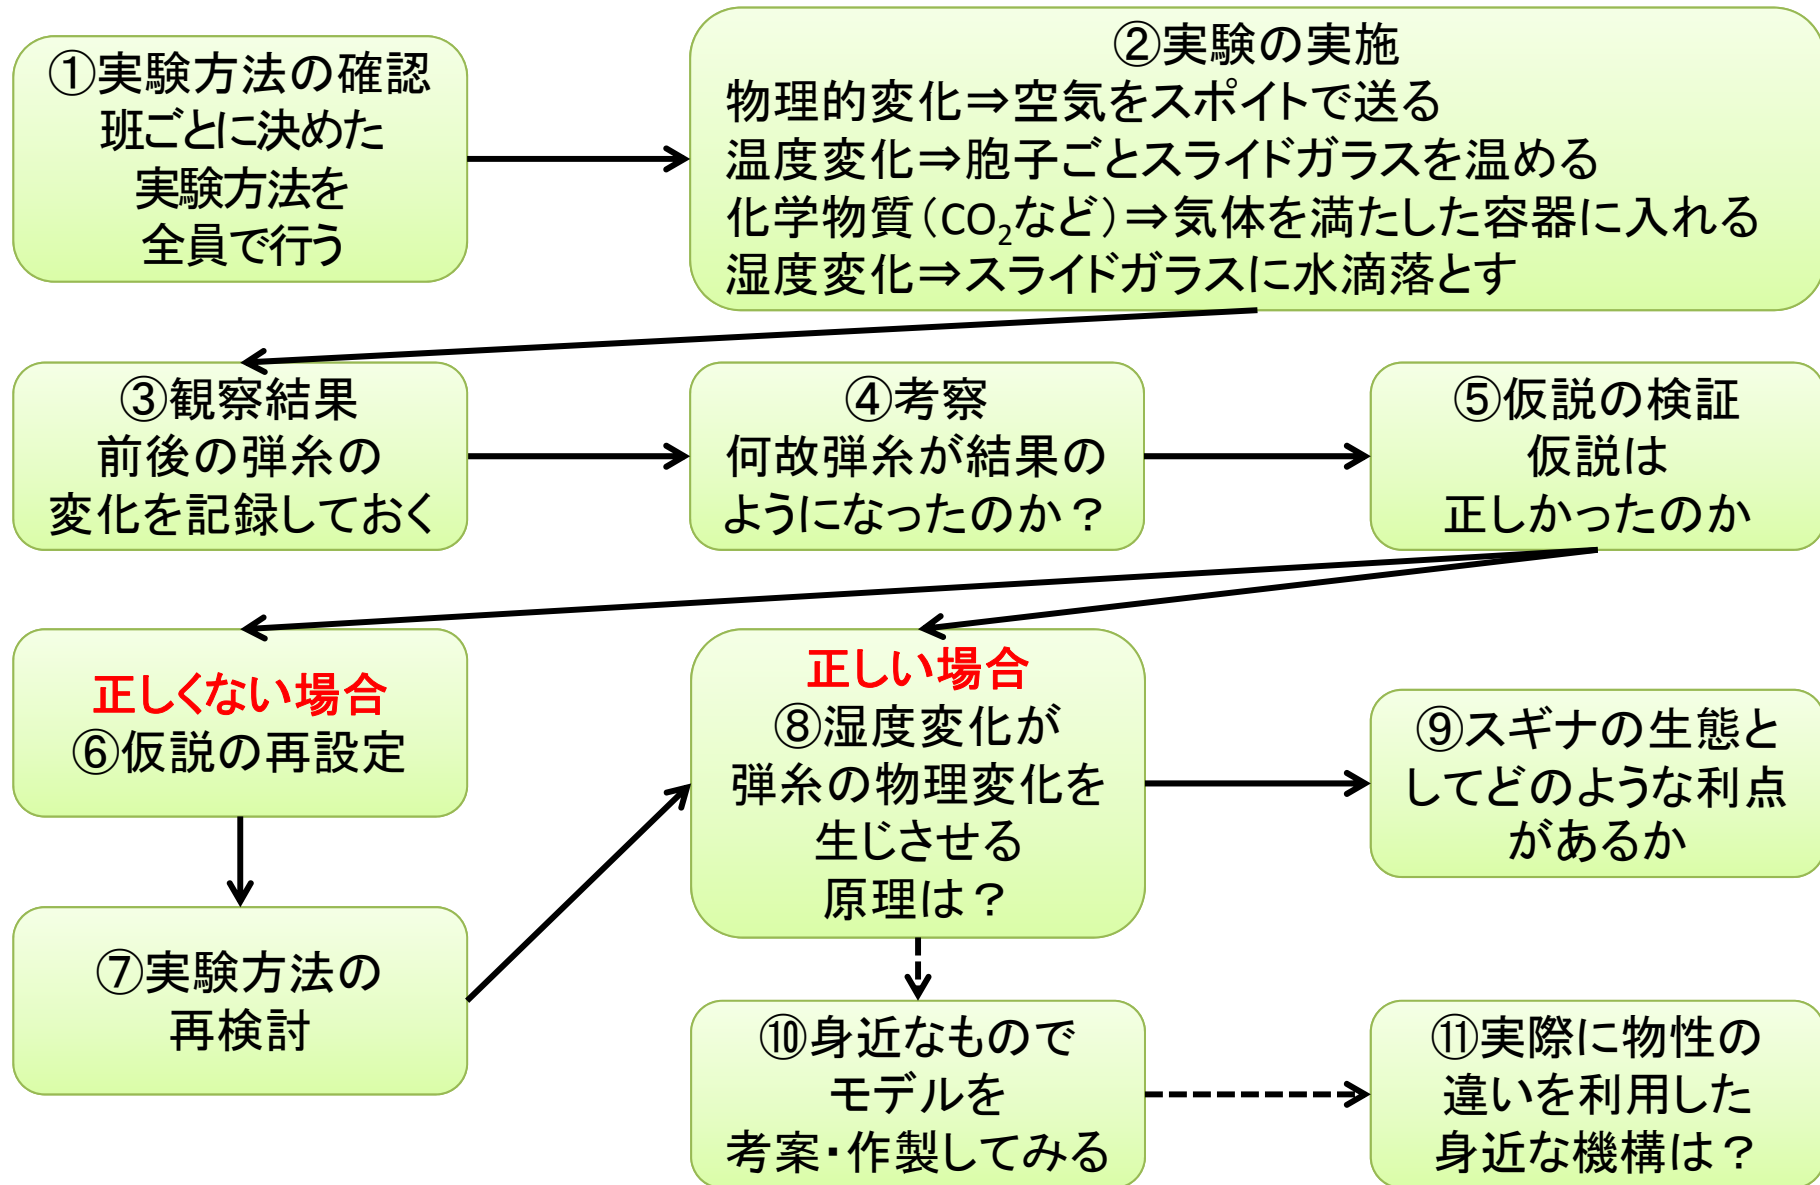 ①実験方法の確認
班ごとに決めた
実験方法を
全員で行う
②実験の実施
物理的変化⇒空気をスポイトで送る
温度変化⇒胞子ごとスライドガラスを温める
化学物質（CO₂など）⇒気体を満たした容器に入れる
湿度変化⇒スライドガラスに水滴落とす
③観察結果
前後の弾糸の
変化を記録しておく
④考察
何故弾糸が結果の
ようになったのか？
⑤仮説の検証
仮説は
正しかったのか
正しくない場合
⑥仮説の再設定
⑦実験方法の
再検討
正しい場合
⑧湿度変化が
弾糸の物理変化を
生じさせる
原理は？
⑨スギナの生態と
してどのような利点
があるか
⑩身近なもので
モデルを
考案・作製してみる
⑪実際に物性の
違いを利用した
身近な機構は？